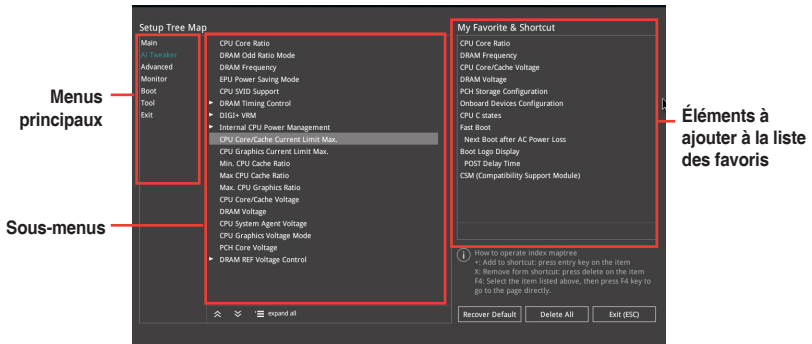 Setup Tree Map
Main
Ai Tweaker
Advanced
Monitor
Boot
Tool
Exit
CPU Core Ratio
DRAM Odd Ratio Mode
DRAM Frequency
EPU Power Saving Mode
CPU SVID Support
DRAM Timing Control
DIGI+ VRM
Internal CPU Power Management
CPU Core/Cache Current Limit Max.
CPU Graphics Current Limit Max.
Min. CPU Cache Ratio
Max CPU Cache Ratio
Max. CPU Graphics Ratio
CPU Core/Cache Voltage
DRAM Voltage
CPU System Agent Voltage
CPU Graphics Voltage Mode
PCH Core Voltage
DRAM REF Voltage Control
expand all
My Favorite & Shortcut
CPU Core Ratio
DRAM Frequency
CPU Core/Cache Voltage
DRAM Voltage
PCH Storage Configuration
Onboard Devices Configuration
CPU C states
Fast Boot
Next Boot after AC Power Loss
Boot Logo Display
POST Delay Time
CSM (Compatibility Support Module)
How to operate index maptree
+: Add to shortcut: press entry key on the item
X: Remove form shortcut: press delete on the item
F4: Select the item listed above, then press F4 key to
go to the page directly.
Recover Default
Delete All
Exit (ESC)
Menus
principaux
Sous-menus
Éléments à
ajouter à la liste
des favoris